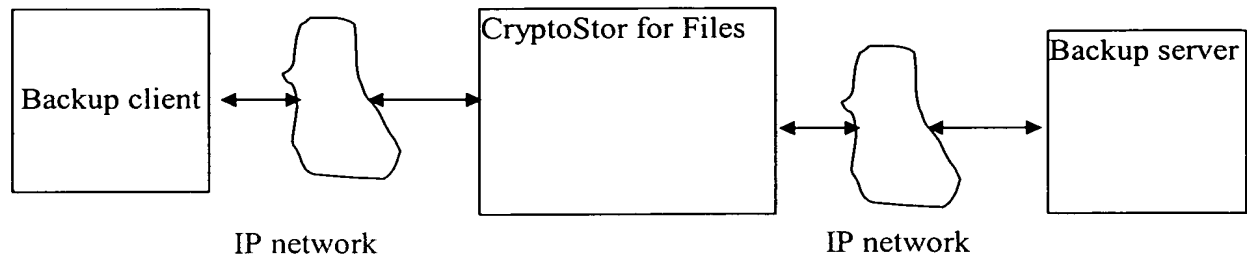 CryptoStor for Files
Backup server
Backup client
IP network
IP network